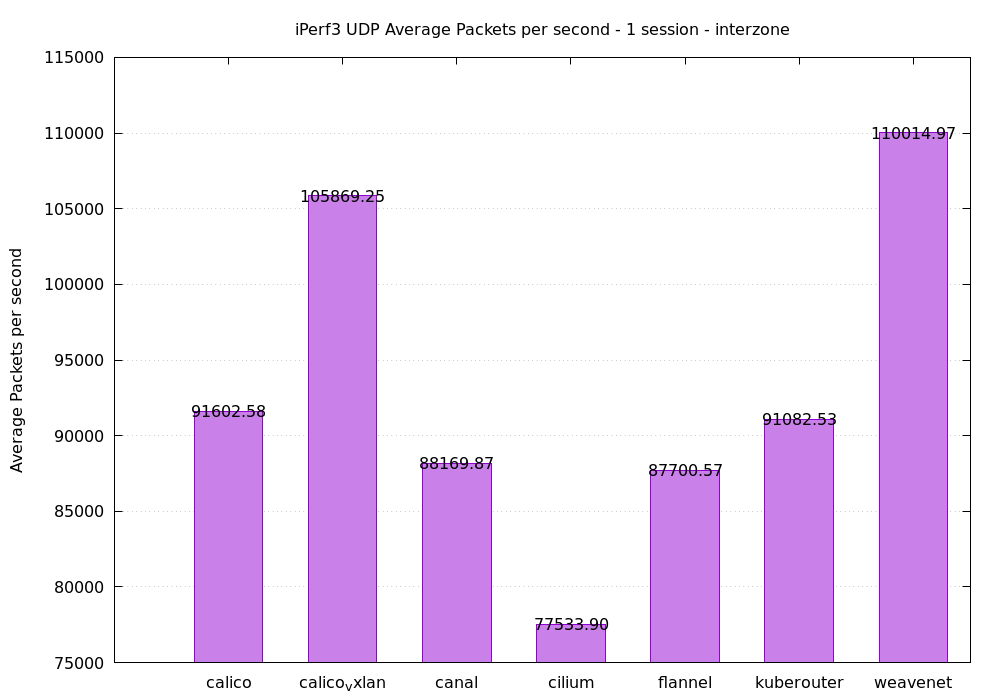 iPerf3 UDP Average Packets per second - 1 session - interzone
Average Packets per second
115000
110000
105000
100000
95000
90000
85000
80000
75000
91602.58
105869.25
88169.87
77533.90
87700.57
91082.53
110014.97
calico
calicovxlan
canal
cilium
flannel
kuberouter
weavenet